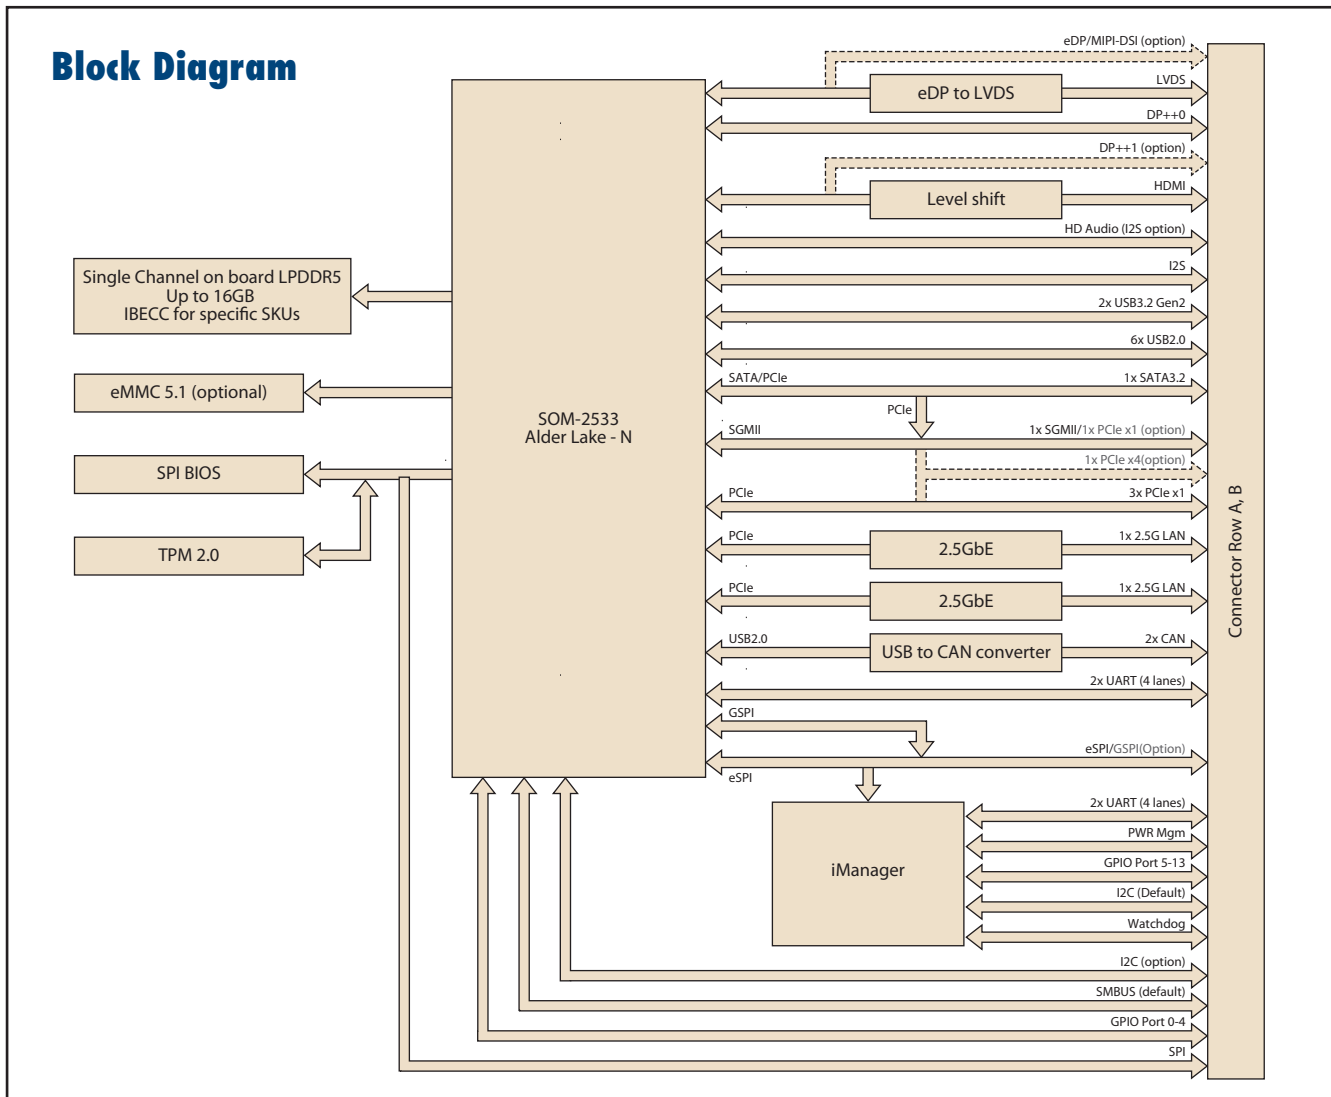 Block Diagram
eDP/MIPI-DSI (option)
eDP to LVDS
LVDS
DP++0
DP++1 (option)
Level shift
HDMI
HD Audio (I2S option)
I2S
2x USB3.2 Gen2
6x USB2.0
SATA/PCIe
1x SATA3.2
PCIe
SGMII
1x SGMII/1x PCIe x1 (option)
1x PCIe x4(option)
PCIe
3x PCIe x1
PCIe
2.5GbE
1x 2.5G LAN
PCIe
2.5GbE
1x 2.5G LAN
USB2.0
USB to CAN converter
2x CAN
2x UART (4 lanes)
GSPI
eSPI/GSPI(Option)
eSPI
Single Channel on board LPDDR5
Up to 16GB
IBECC for specific SKUs
eMMC 5.1 (optional)
SPI BIOS
TPM 2.0
SOM-2533
Alder Lake - N
iManager
2x UART (4 lanes)
PWR Mgm
GPIO Port 5-13
I2C (Default)
Watchdog
I2C (option)
SMBUS (default)
GPIO Port 0-4
SPI
Connector Row A, B